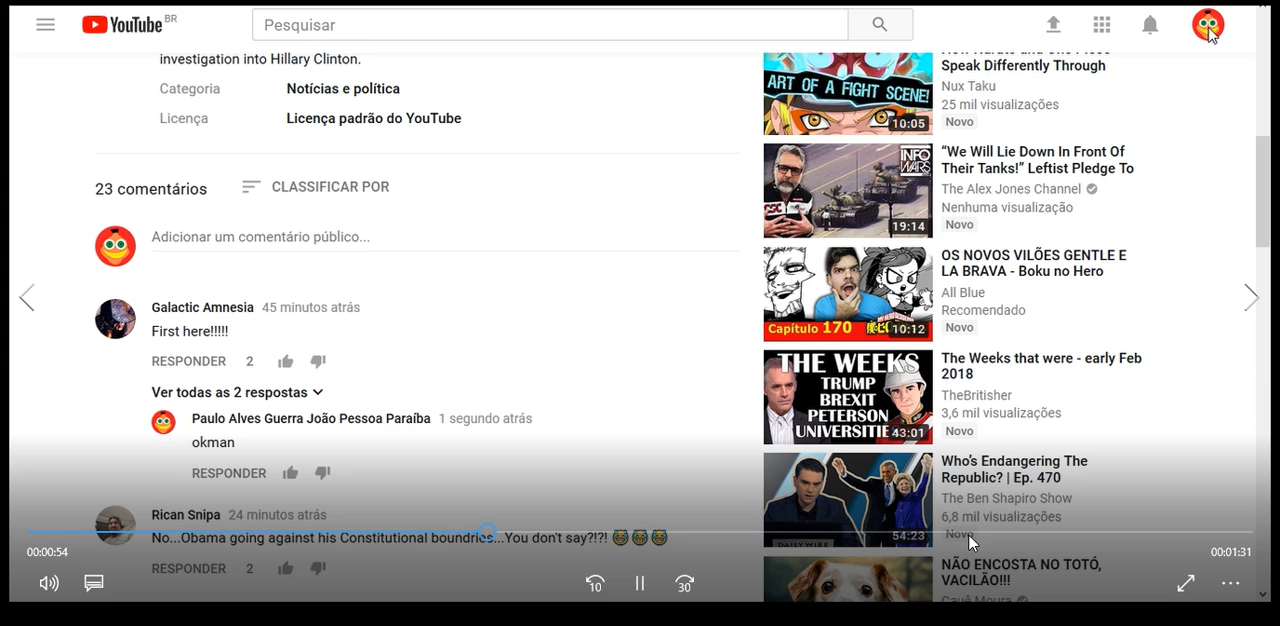 YouTube BR
Pesquisar
investigation into Hillary Clinton.
Categoria Notícias e política
Licença Licença padrão do YouTube
23 comentários CLASSIFICAR POR
Adicionar um comentário público...
Galactic Amnesia 45 minutos atrás
First here!!!!!
RESPONDER 2
Ver todas as 2 respostas
Paulo Alves Guerra João Pessoa Paraíba 1 segundo atrás
okman
RESPONDER
Rican Snipa 24 minutos atrás
No...Obama going against his Constitutional boundries...You don't say?!?! 😹😹😹
RESPONDER 2
ART OF A FIGHT SCENE!
10:05
Speak Differently Through
Nux Taku
25 mil visualizações
Novo
INFO
WARS
19:14
“We Will Lie Down In Front Of
Their Tanks!” Leftist Pledge To
The Alex Jones Channel
Nenhuma visualização
Novo
Capítulo 170
10:12
OS NOVOS VILÕES GENTLE E
LA BRAVA - Boku no Hero
All Blue
Recomendado
Novo
THE WEEKS
TRUMP
BREXIT
PETERSON
43:01
The Weeks that were - early Feb
2018
TheBritisher
3,6 mil visualizações
Novo
DAILY WIRE
54:23
Who’s Endangering The
Republic? | Ep. 470
The Ben Shapiro Show
6,8 mil visualizações
Novo
NÃO ENCOSTA NO TOTÓ,
VACILÃO!!!
Cauê Moura
00:00:54
00:01:31
10
30